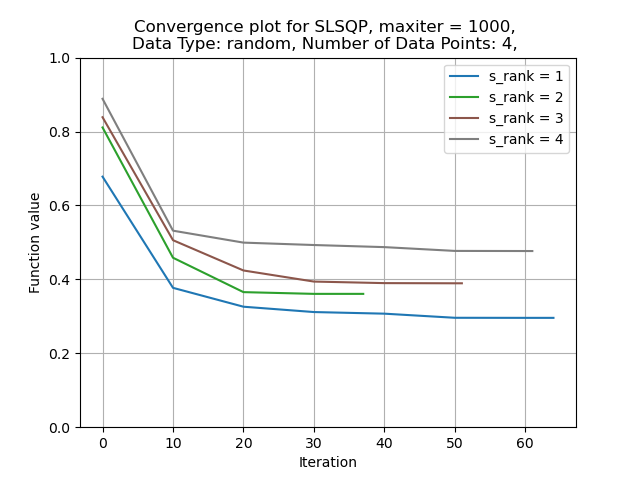 Convergence plot for SLSQP, maxiter = 1000,
Data Type: random, Number of Data Points: 4,
1.0
0.8
0.6
0.4
0.2
0.0
Function value
s_rank = 1
s_rank = 2
s_rank = 3
s_rank = 4
0 10 20 30 40 50 60
Iteration